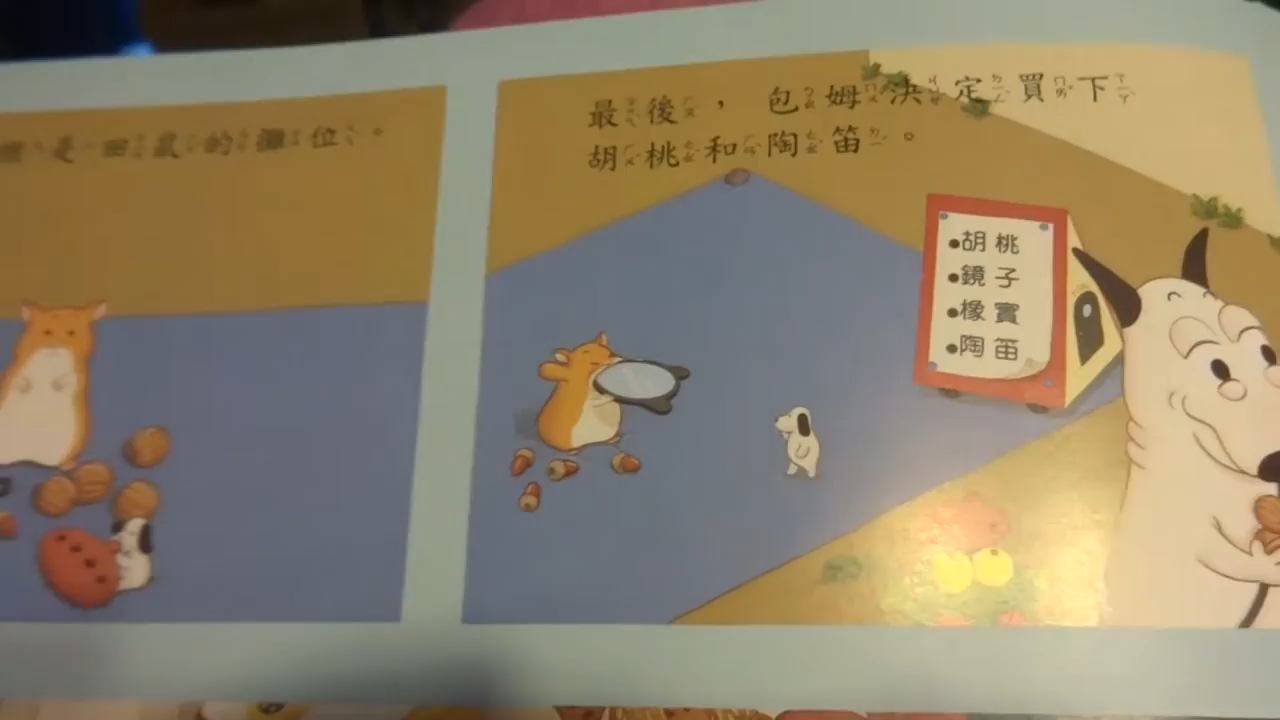 是田鼠的攤位。
最後，包姆決定買下
胡桃和陶笛。
●胡桃
●鏡子
●橡實
●陶笛